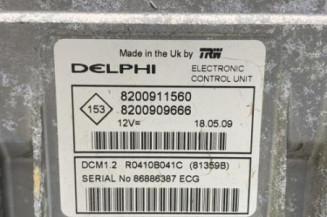 Made in the Uk by TRW
DELPHI ELECTRONIC
CONTROL UNIT
153
8200911560
8200909666
12V= 18.05.09
DCM1.2 R0410B041C (81359B)
SERIAL No 86886387 ECG